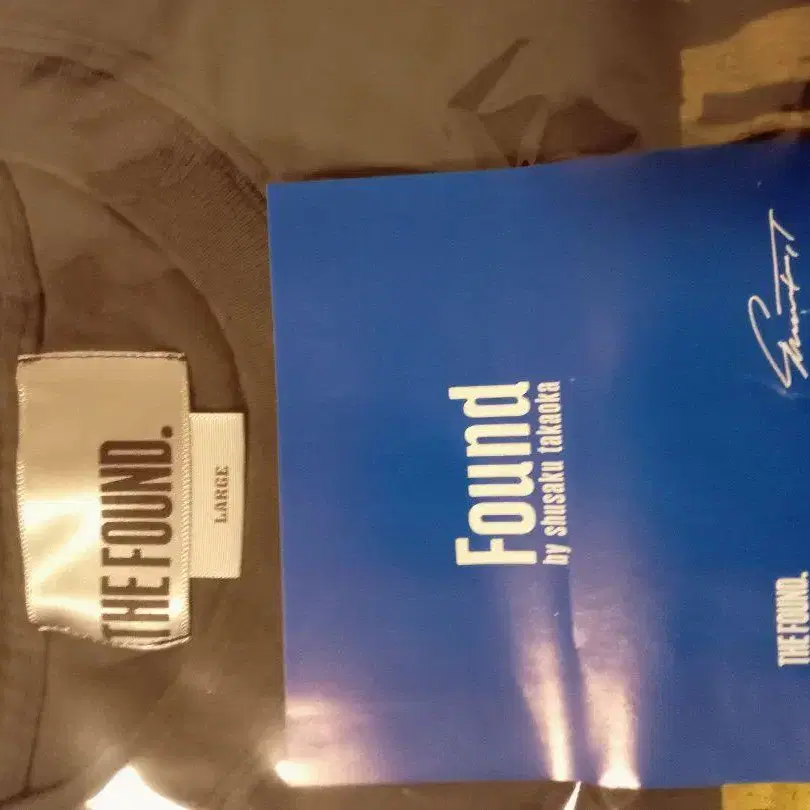 THE FOUND.
LARGE
Found
by shusaku takaoka
THE FOUND.